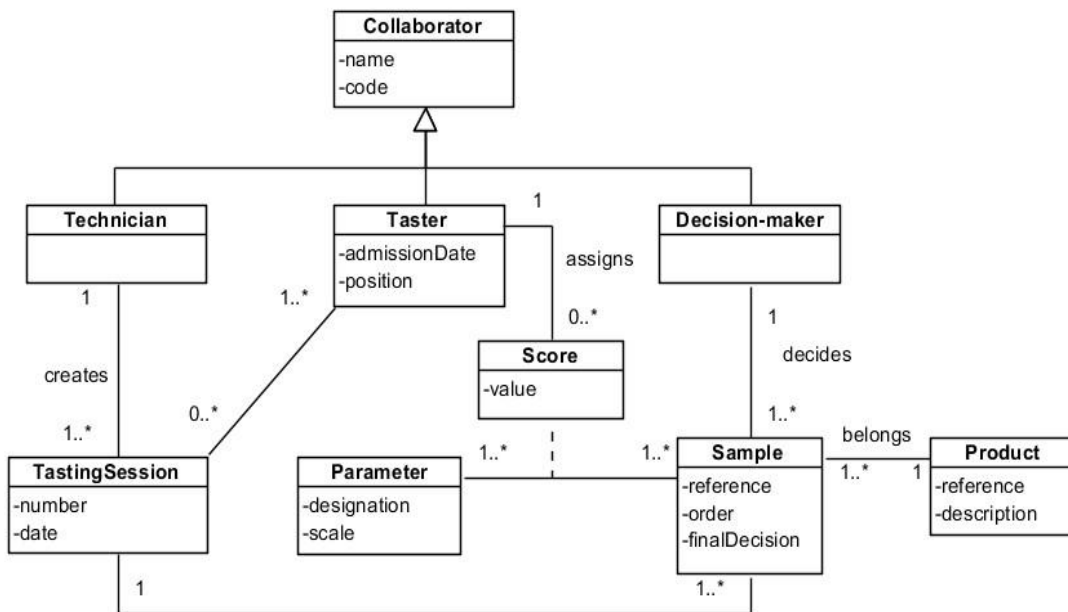 Collaborator
-name
-code
Technician
Taster
-admissionDate
-position
1
Decision-maker
assigns
1
1..*
1
creates
0..*
decides
Score
-value
0..*
1..*
1..*
belongs
TastingSession
-number
-date
Parameter
-designation
-scale
1..*
1..*
Sample
-reference
-order
-finalDecision
1..*
1
Product
-reference
-description
1
1..*